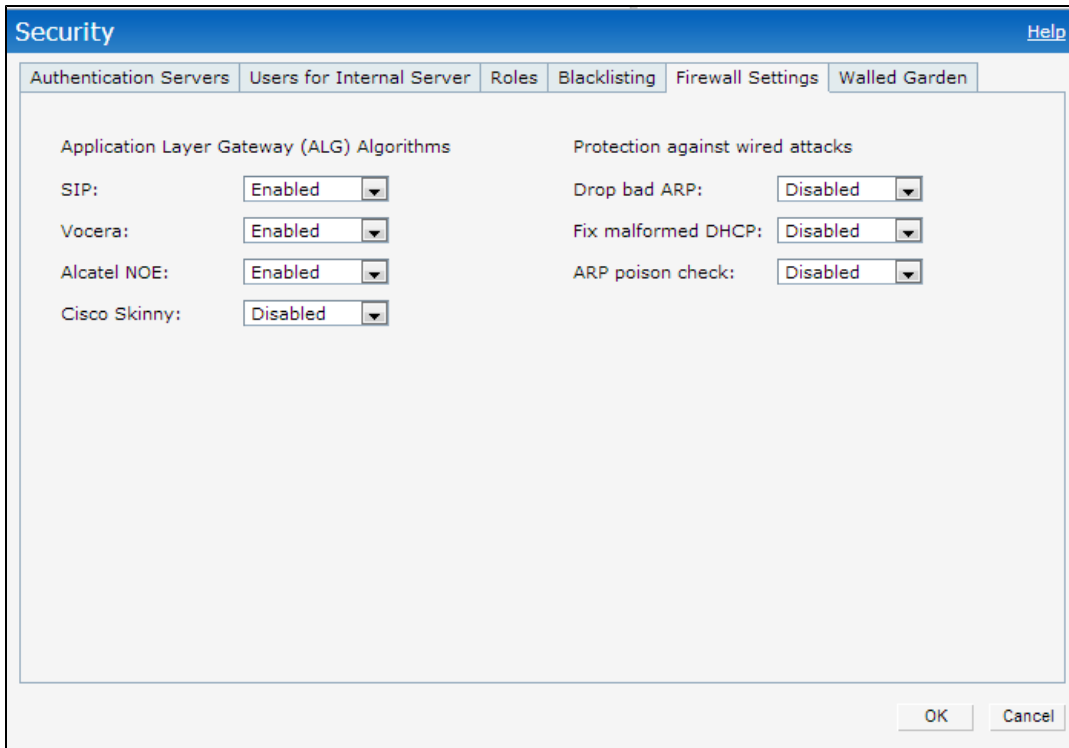 Security
Help
Authentication Servers
Users for Internal Server
Roles
Blacklisting
Firewall Settings
Walled Garden
Application Layer Gateway (ALG) Algorithms
SIP: Enabled
Vocera: Enabled
Alcatel NOE: Enabled
Cisco Skinny: Disabled
Protection against wired attacks
Drop bad ARP: Disabled
Fix malformed DHCP: Disabled
ARP poison check: Disabled
OK
Cancel